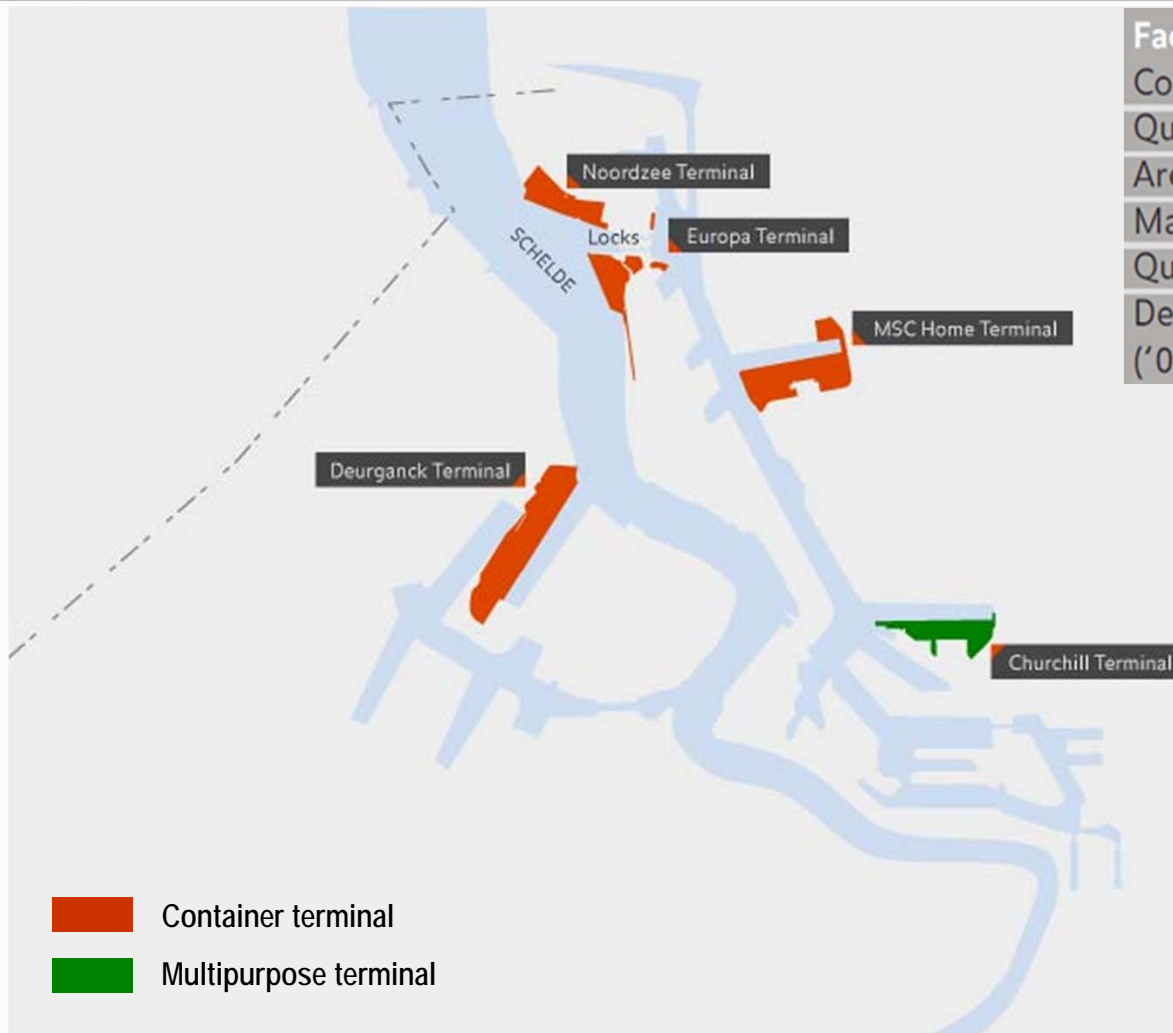 Noordzee Terminal
SCHELDE
Locks
Europa Terminal
MSC Home Terminal
Deurganck Terminal
Churchill Terminal
Container terminal
Multipurpose terminal